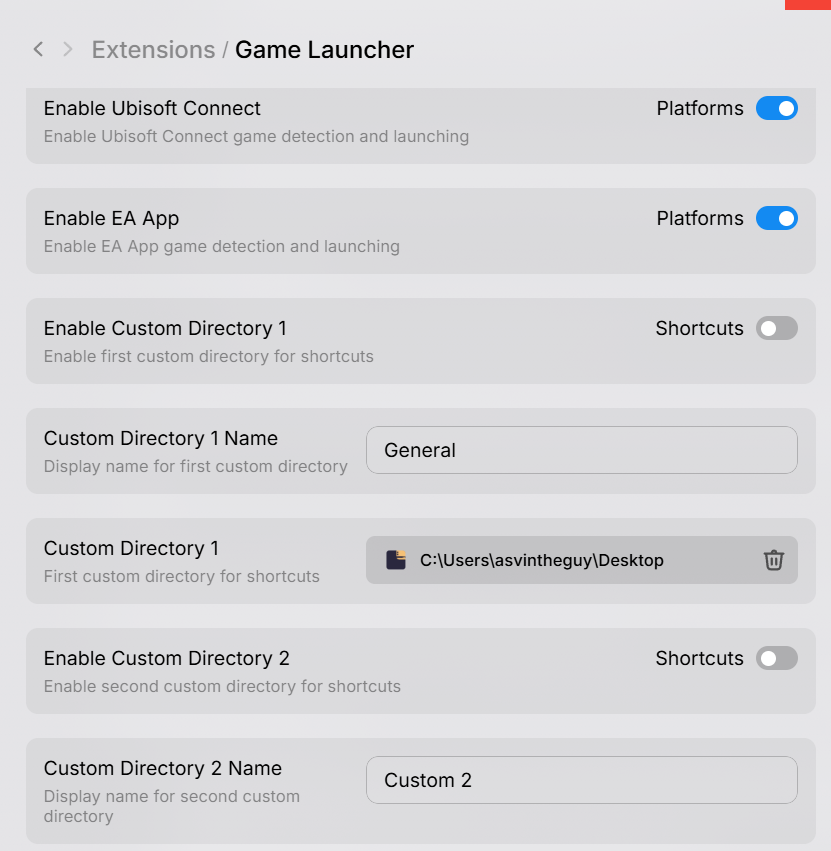 Extensions / Game Launcher
Enable Ubisoft Connect
Platforms
Enable Ubisoft Connect game detection and launching
Enable EA App
Platforms
Enable EA App game detection and launching
Enable Custom Directory 1
Shortcuts
Enable first custom directory for shortcuts
Custom Directory 1 Name
Display name for first custom directory
General
Custom Directory 1
First custom directory for shortcuts
C:\Users\asvintheguy\Desktop
Enable Custom Directory 2
Shortcuts
Enable second custom directory for shortcuts
Custom Directory 2 Name
Display name for second custom
directory
Custom 2